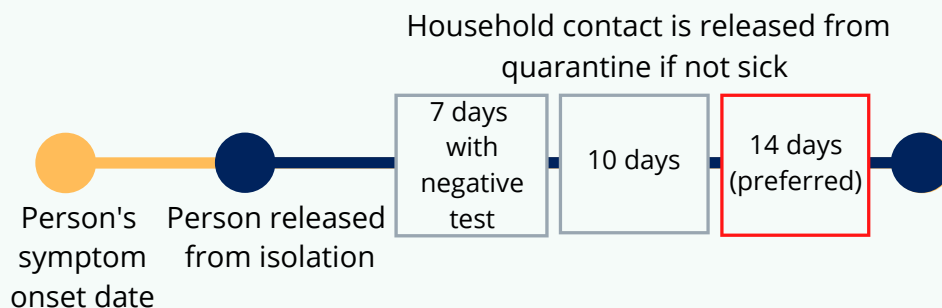 Household contact is released from
quarantine if not sick
7 days
with
negative
test
10 days
14 days
(preferred)
Person's
symptom
onset date
Person released
from isolation